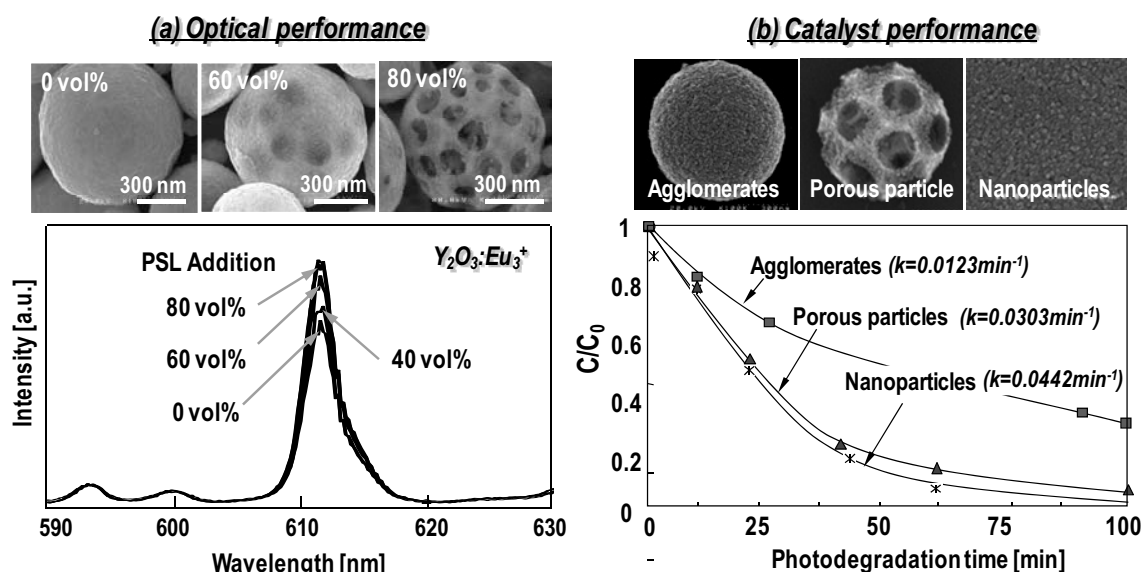 (a) Optical performance
0 vol%
60 vol%
80 vol%
300 nm
300 nm
300 nm
PSL Addition
Y₂O₃:Eu₃⁺
80 vol%
60 vol%
40 vol%
0 vol%
Intensity [a.u.]
590
600
610
620
630
Wavelength [nm]
(b) Catalyst performance
Agglomerates
Porous particle
Nanoparticles
1
0.8
0.6
0.4
0.2
0
C/C₀
Agglomerates (k=0.0123min⁻¹)
Porous particles (k=0.0303min⁻¹)
Nanoparticles (k=0.0442min⁻¹)
0
25
50
75
100
Photodegradation time [min]